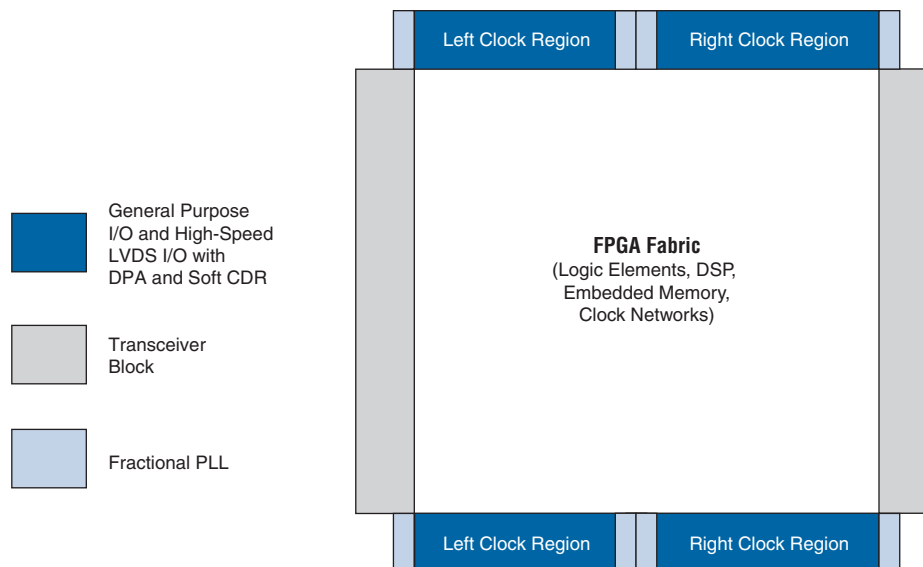 Left Clock Region
Right Clock Region
General Purpose
I/O and High-Speed
LVDS I/O with
DPA and Soft CDR
FPGA Fabric
(Logic Elements, DSP,
Embedded Memory,
Clock Networks)
Transceiver
Block
Fractional PLL
Left Clock Region
Right Clock Region